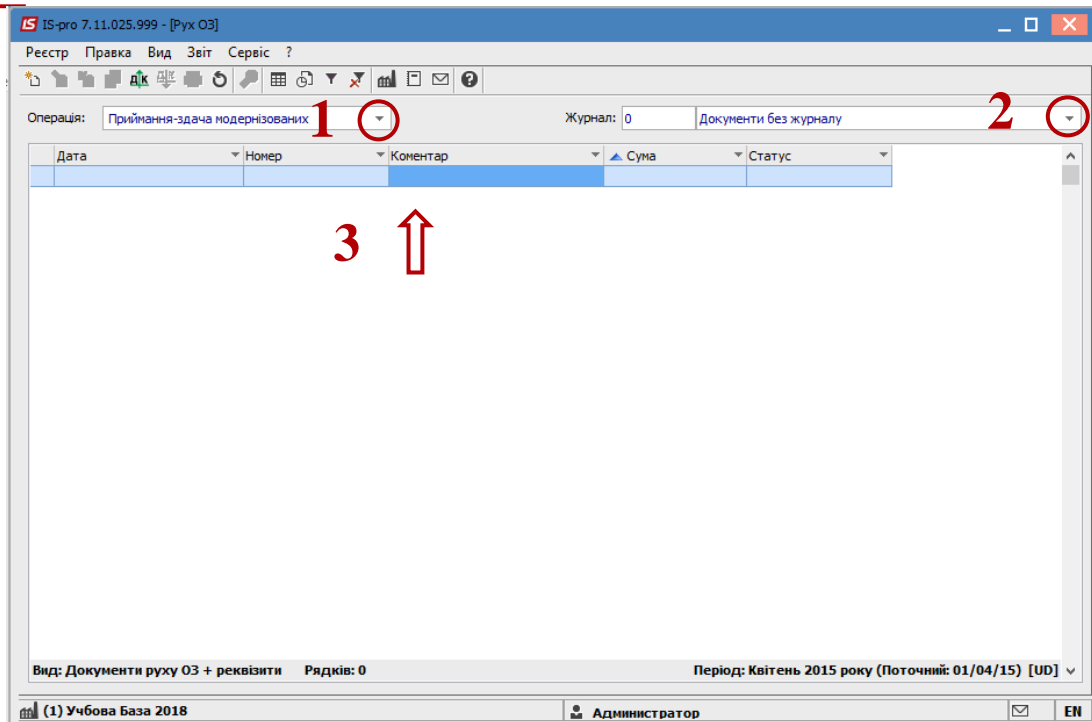 IS-pro 7.11.025.999 - [Рух ОЗ]
Реєстр Правка Вид Звіт Сервіс ?
Операція: Приймання-здача модернізованих 1 Журнал: 0 Документи без журналу 2
Дата Номер Коментар Сума Статус
3
Вид: Документи руху ОЗ + реквізити Рядків: 0 Період: Квітень 2015 року (Поточний: 01/04/15) [UD]
(1) Учбова База 2018 Администратор EN